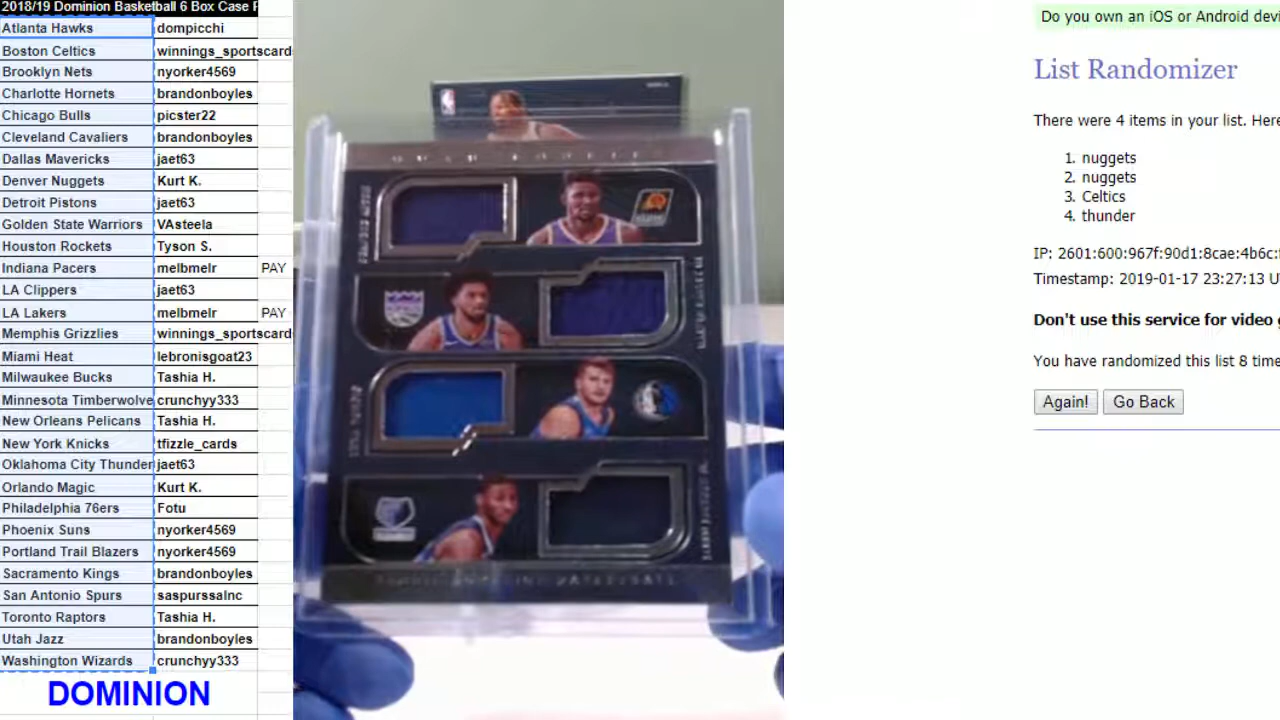 2018/19 Dominion Basketball 6 Box Case
Atlanta Hawks dompicchi
Boston Celtics winnings_sportscard
Brooklyn Nets nyorker4569
Charlotte Hornets brandonboyles
Chicago Bulls picster22
Cleveland Cavaliers brandonboyles
Dallas Mavericks jaet63
Denver Nuggets Kurt K.
Detroit Pistons jaet63
Golden State Warriors VAsteela
Houston Rockets Tyson S.
Indiana Pacers melbmelr PAY
LA Clippers jaet63
LA Lakers melbmelr PAY
Memphis Grizzlies winnings_sportscard
Miami Heat lebronisgoat23
Milwaukee Bucks Tashia H.
Minnesota Timberwolve crunchyy333
New Orleans Pelicans Tashia H.
New York Knicks tfizzle_cards
Oklahoma City Thunder jaet63
Orlando Magic Kurt K.
Philadelphia 76ers Fotu
Phoenix Suns nyorker4569
Portland Trail Blazers nyorker4569
Sacramento Kings brandonboyles
San Antonio Spurs saspurssalnc
Toronto Raptors Tashia H.
Utah Jazz brandonboyles
Washington Wizards crunchyy333
DOMINION
Do you own an iOS or Android devi
List Randomizer
There were 4 items in your list. Here
1. nuggets
2. nuggets
3. Celtics
4. thunder
IP: 2601:600:967f:90d1:8cae:4b6c:
Timestamp: 2019-01-17 23:27:13 U
Don't use this service for video g
You have randomized this list 8 time
Again! Go Back